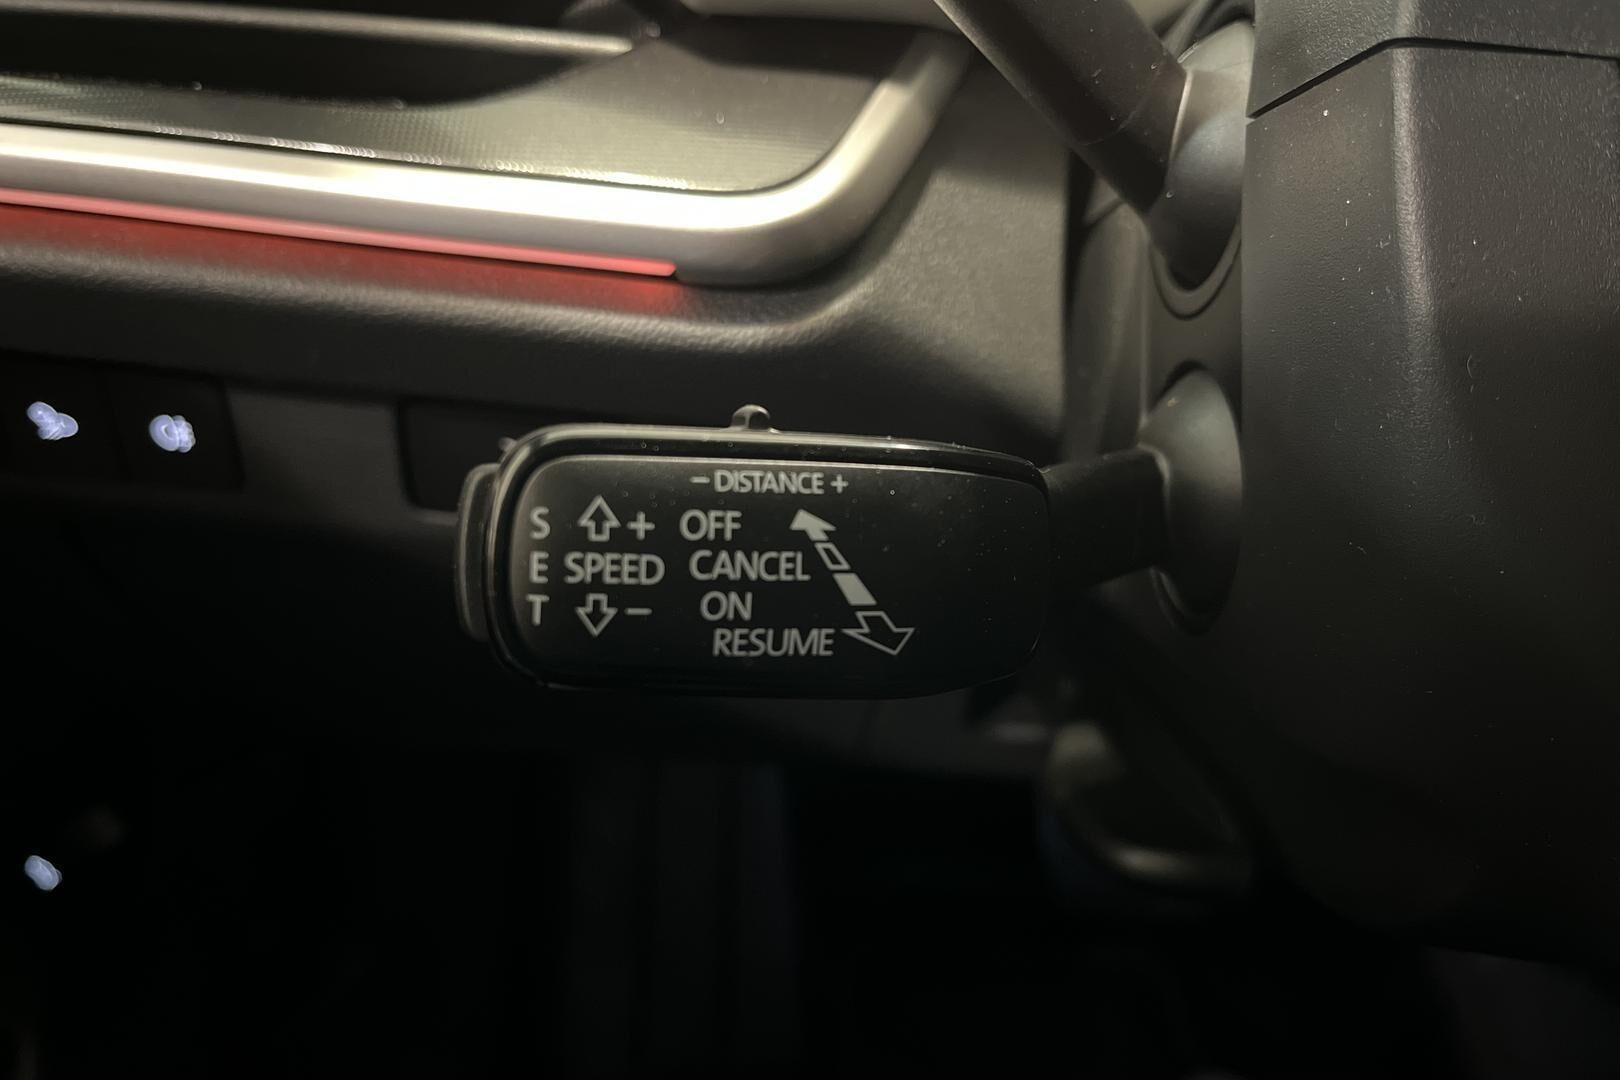 − DISTANCE +
S + OFF
E SPEED CANCEL
T − ON
RESUME